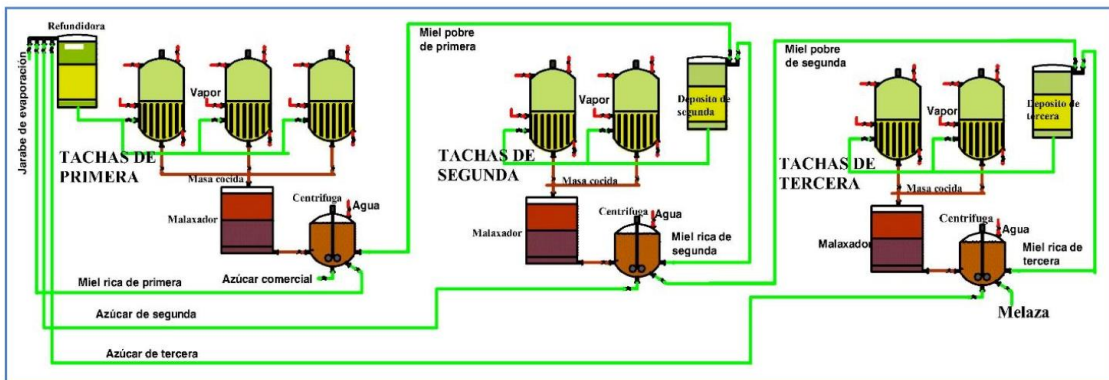 Refundidora
Jarabe de evaporación
Vapor
TACHAS DE
PRIMERA
Masa cocida
Malaxador
Centrifuga
Agua
Azúcar comercial
Miel rica de primera
Azúcar de segunda
Azúcar de tercera
Miel pobre
de primera
Vapor
Deposito de
segunda
TACHAS DE
SEGUNDA
Masa cocida
Malaxador
Centrifuga
Agua
Miel rica de
segunda
Miel pobre
de segunda
Vapor
Deposito de
tercera
TACHAS DE
TERCERA
Masa cocida
Malaxador
Centrifuga
Agua
Miel rica de
tercera
Melaza